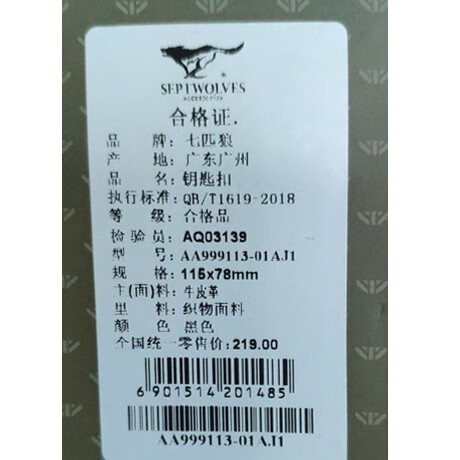 SEPTWOLVES ®
accessories
合格证.
品 牌: 七匹狼
产 地: 广东广州
品 名: 钥匙扣
执行标准: QB/T1619-2018
等 级: 合格品
检验员: AQ03139
型 号: AA999113-01AJ1
规 格: 115x78mm
主(面)料: 牛皮革
里 料: 织物面料
颜 色 黑色
全国统一零售价: 219.00
6 901514 201485
AA999113-01AJ1